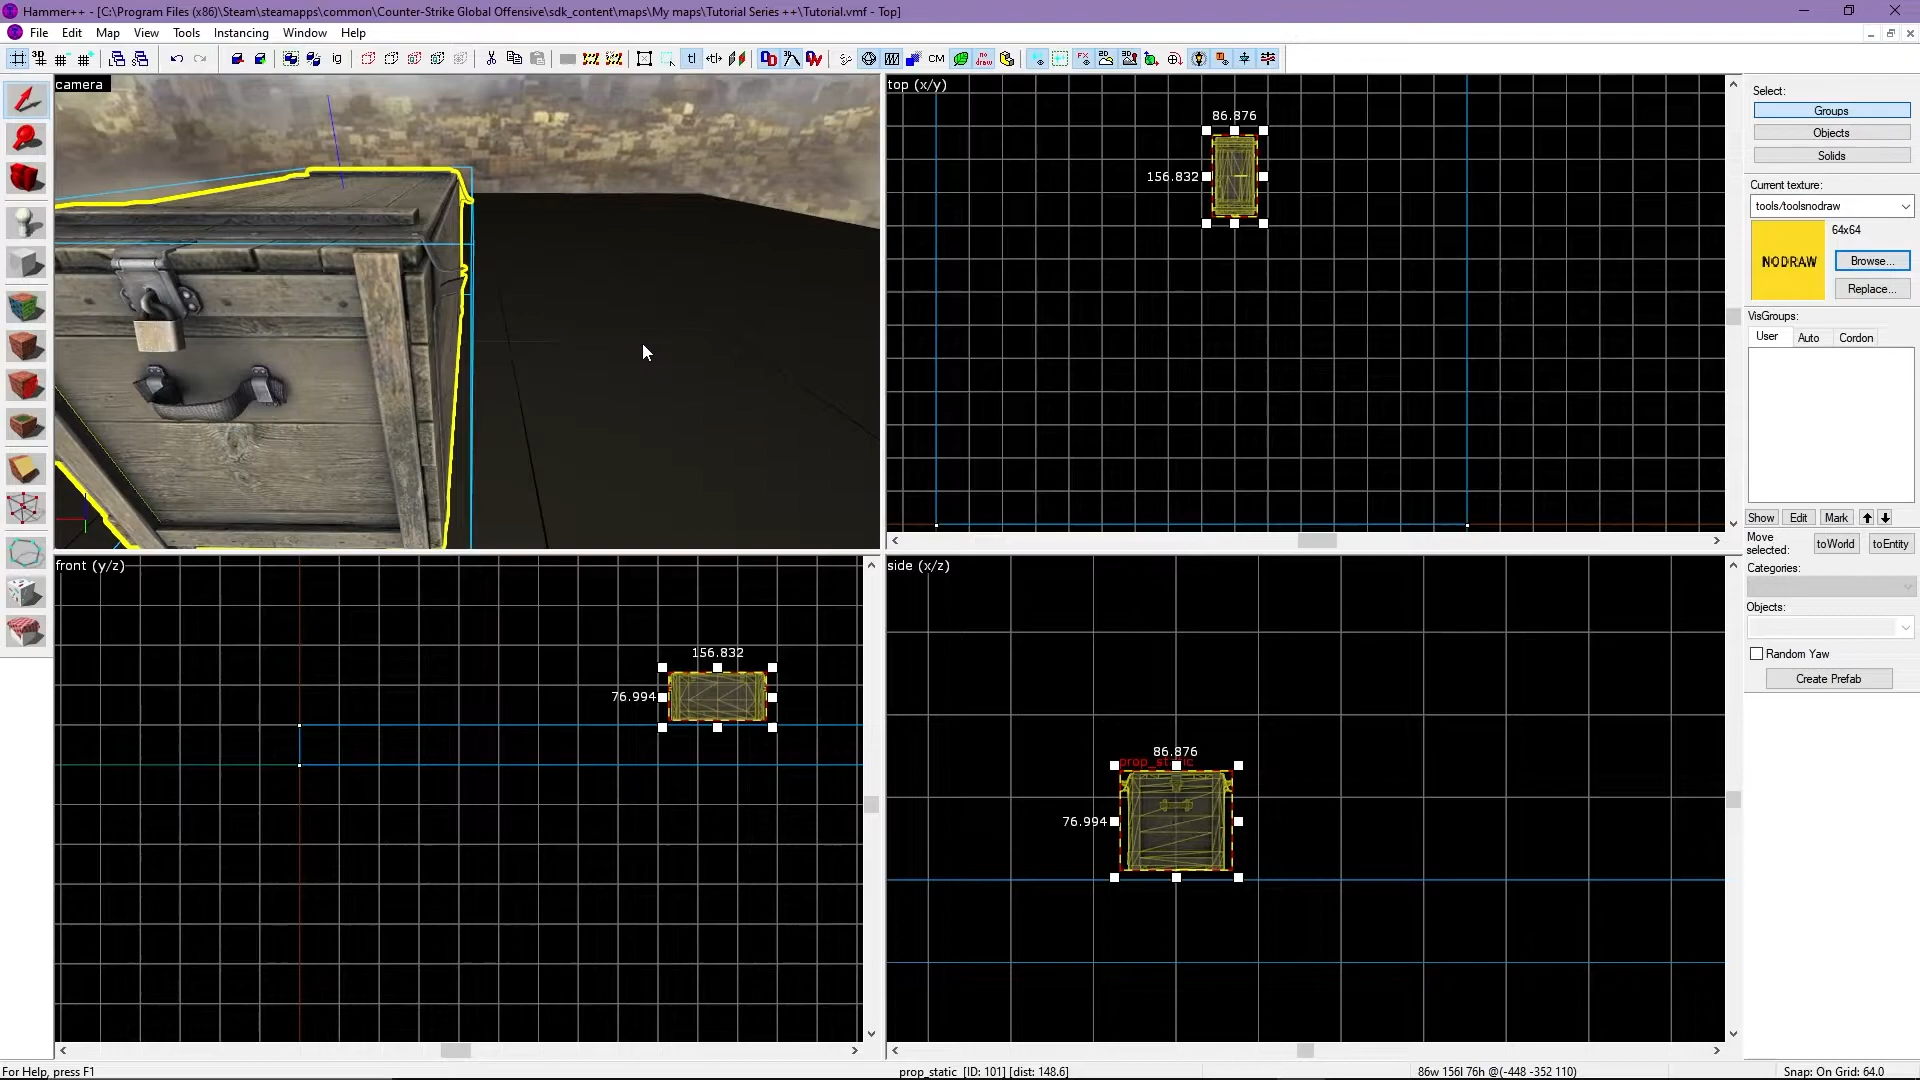 Hammer++ - [C:\Program Files (x86)\Steam\steamapps\common\Counter-Strike Global Offensive\sdk_content\maps\My maps\Tutorial Series ++\Tutorial.vmf - Top]
File Edit Map View Tools Instancing Window Help
ig tl CM
camera
top (x/y)
86.876
156.832
front (y/z)
156.832
76.994
side (x/z)
86.876
76.994
Select:
Groups
Objects
Solids
Current texture:
tools/toolsnodraw
NODRAW
64x64
Browse...
Replace...
VisGroups:
User Auto Cordon
Show Edit Mark
Move selected: toWorld toEntity
Categories:
Objects:
Random Yaw
Create Prefab
For Help, press F1
prop_static [ID: 101] [dist: 148.6]
86w 156l 76h @(-448 -352 110)
Snap: On Grid: 64.0